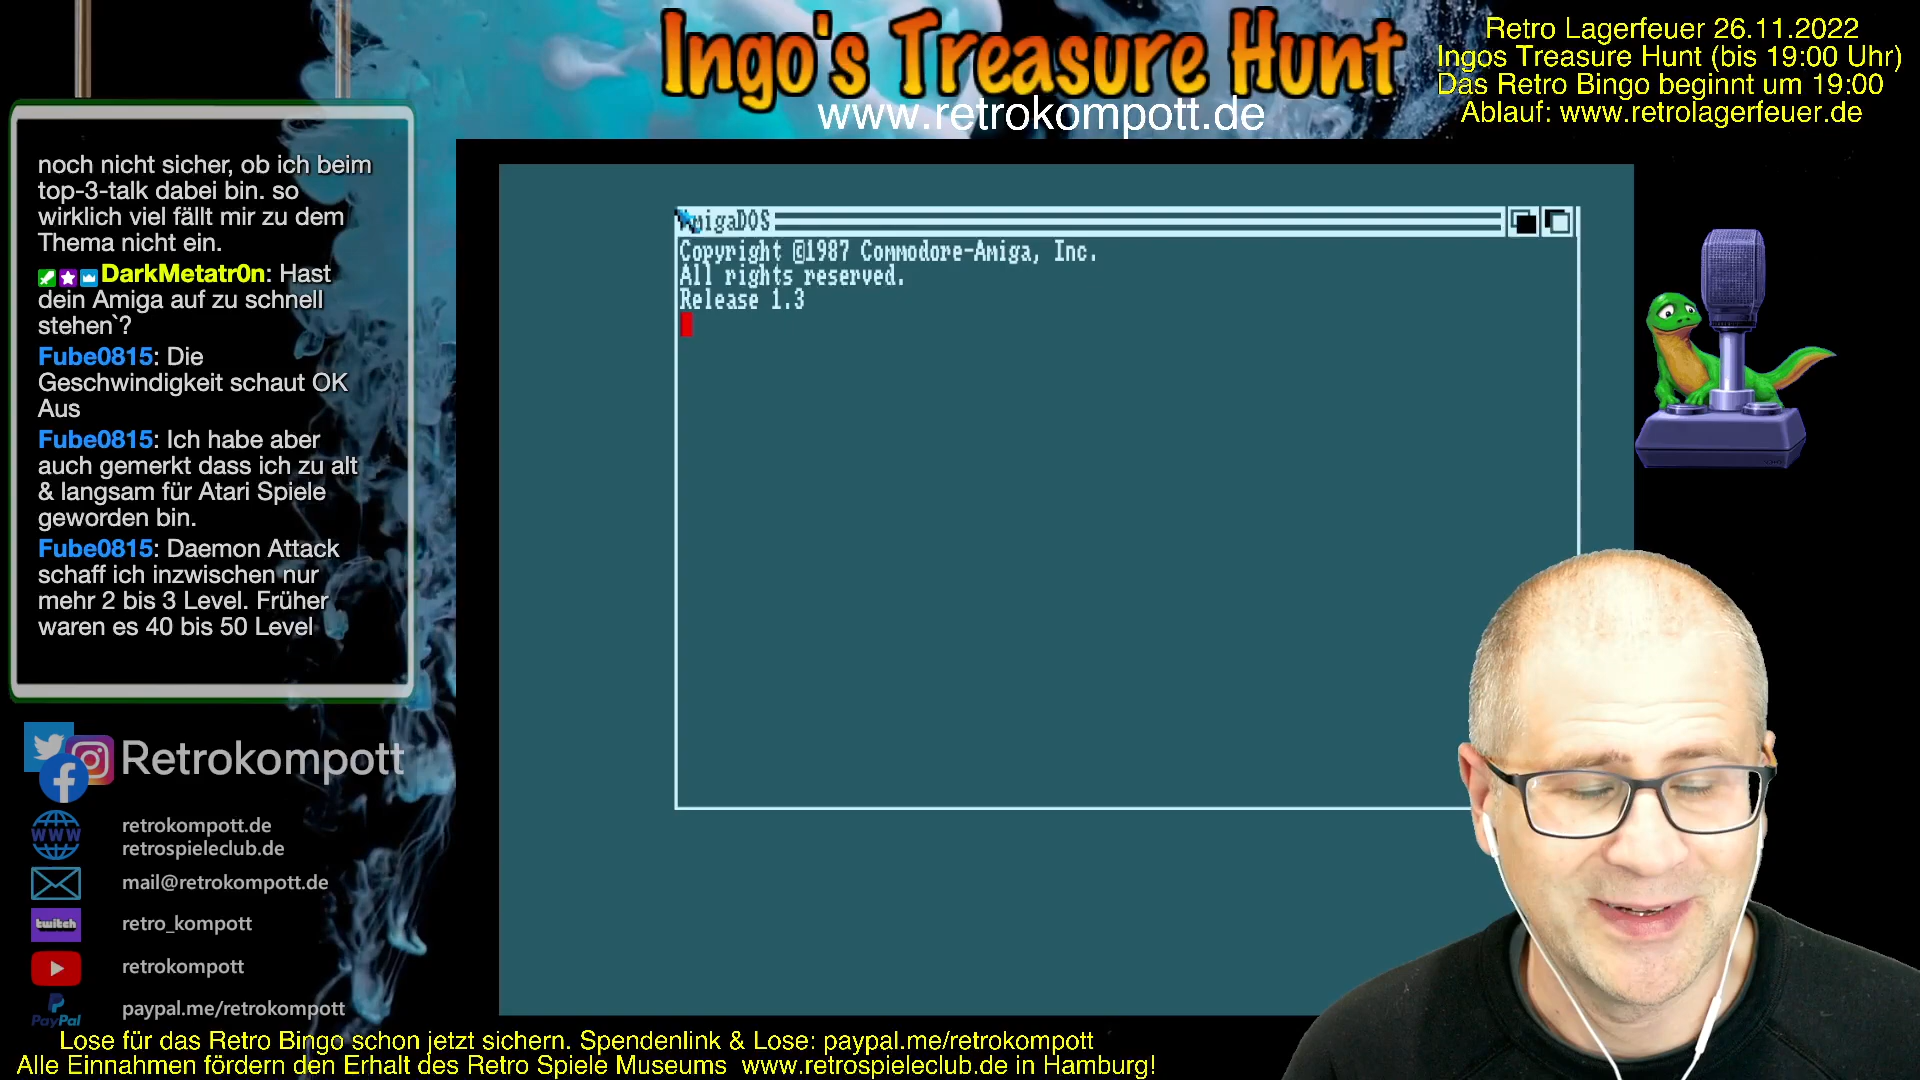 Ingo's Treasure Hunt
www.retrokompott.de
Retro Lagerfeuer 26.11.2022
Ingos Treasure Hunt (bis 19:00 Uhr)
Das Retro Bingo beginnt um 19:00
Ablauf: www.retrolagerfeuer.de
noch nicht sicher, ob ich beim
top-3-talk dabei bin. so
wirklich viel fällt mir zu dem
Thema nicht ein.
DarkMetatr0n: Hast
dein Amiga auf zu schnell
stehen`?
Fube0815: Die
Geschwindigkeit schaut OK
Aus
Fube0815: Ich habe aber
auch gemerkt dass ich zu alt
& langsam für Atari Spiele
geworden bin.
Fube0815: Daemon Attack
schaff ich inzwischen nur
mehr 2 bis 3 Level. Früher
waren es 40 bis 50 Level
AmigaDOS
Copyright ©1987 Commodore-Amiga, Inc.
All rights reserved.
Release 1.3
Retrokompott
WWW
retrokompott.de
retrospieleclub.de
mail@retrokompott.de
twitch
retro_kompott
retrokompott
PayPal
paypal.me/retrokompott
Lose für das Retro Bingo schon jetzt sichern. Spendenlink & Lose: paypal.me/retrokompott
Alle Einnahmen fördern den Erhalt des Retro Spiele Museums www.retrospieleclub.de in Hamburg!